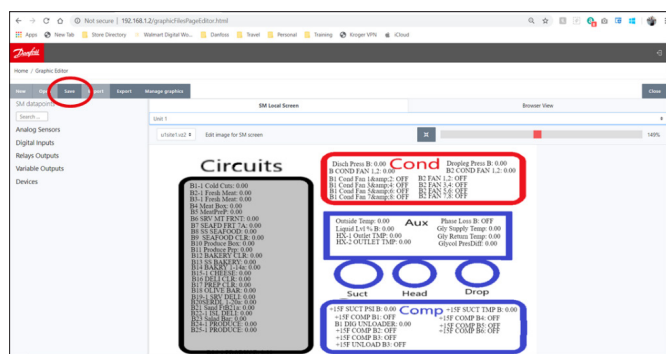 Not secure | 192.168.1.2/graphicFilesPageEditor.html
Apps New Tab Store Directory Walmart Digital Wo... Danfoss Travel Personal Training Kroger VPN iCloud
Danfoss
Home / Graphic Editor
New Save Export Manage graphics Close
SM datapoints SM Local Screen Browser View
Search ... Unit 1
Analog Sensors u1site1.vz2 Edit image for SM screen 149%
Digital Inputs
Relays Outputs
Variable Outputs
Devices
Circuits
B1-1 Cold Cuts: 0.00
B2-1 Fresh Meat: 0.00
B3-1 Fresh Meat: 0.00
B4 Meat Box: 0.00
B5 MeatPreP: 0.00
B6 SRV MT FRNT: 0.00
B7 SEAFD FRT 7A: 0.00
B8 SS SEAFOOD: 0.00
B9 SEAFOOD CLR: 0.00
B10 Produce Box: 0.00
B11 Produce Prp: 0.00
B12 BAKERY CLR: 0.00
B13 SS BAKERY: 0.00
B14 BAKRY 1-14a: 0.00
B15-1 CHEESE: 0.00
B16 DELI CLR: 0.00
B17 PREP CLR: 0.00
B18 OLIVE BAR: 0.00
B19-1 SRV DELI: 0.00
B20SERDL 1-20a: 0.00
B21 Sand FtB21a: 0.00
B22-1 ISL DELI: 0.00
B23 Salad Bar: 0.00
B24-1 PRODUCE: 0.00
B25-1 PRODUCE: 0.00
Disch Press B: 0.00 Cond Dropleg Press B: 0.00
B COND FAN 1,2: 0.00 B2 COND FAN 1,2: 0.00
B1 Cond Fan 1&amp;2: OFF B2 FAN 1,2: OFF
B1 Cond Fan 3&amp;4: OFF B2 FAN 3,4: OFF
B1 Cond Fan 5&amp;6: OFF B2 FAN 5,6: OFF
B1 Cond Fan 7&amp;8: OFF B2 FAN 7,8: OFF
Outside Temp: 0.00 Aux Phase Loss B: OFF
Liquid Lvl % B: 0.00 Gly Supply Temp: 0.00
HX-1 Outlet TMP: 0.00 Gly Return Temp: 0.00
HX-2 OUTLET TMP: 0.00 Glycol PresDiff: 0.00
Suct Head Drop
+15F SUCT PSI B: 0.00 Comp +15F SUCT TMP B: 0.00
+15F COMP B1: OFF +15F COMP B4: OFF
B1 DIG UNLOADER: 0.00 +15F COMP B5: OFF
+15F COMP B2: OFF +15F COMP B6: OFF
+15F COMP B3: OFF
+15F UNLOAD B3: OFF